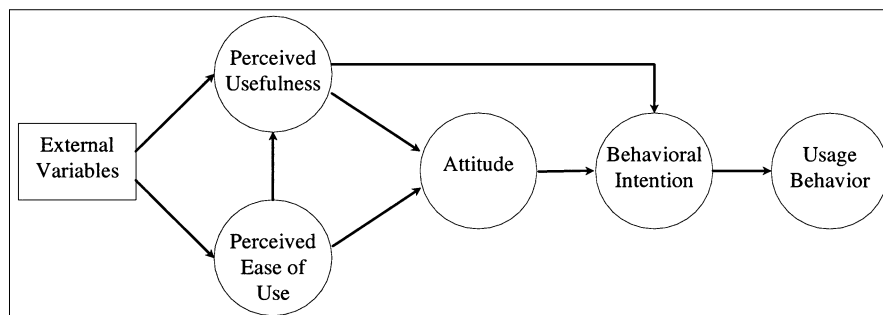 Perceived
Usefulness
External
Variables
Perceived
Ease of
Use
Attitude
Behavioral
Intention
Usage
Behavior